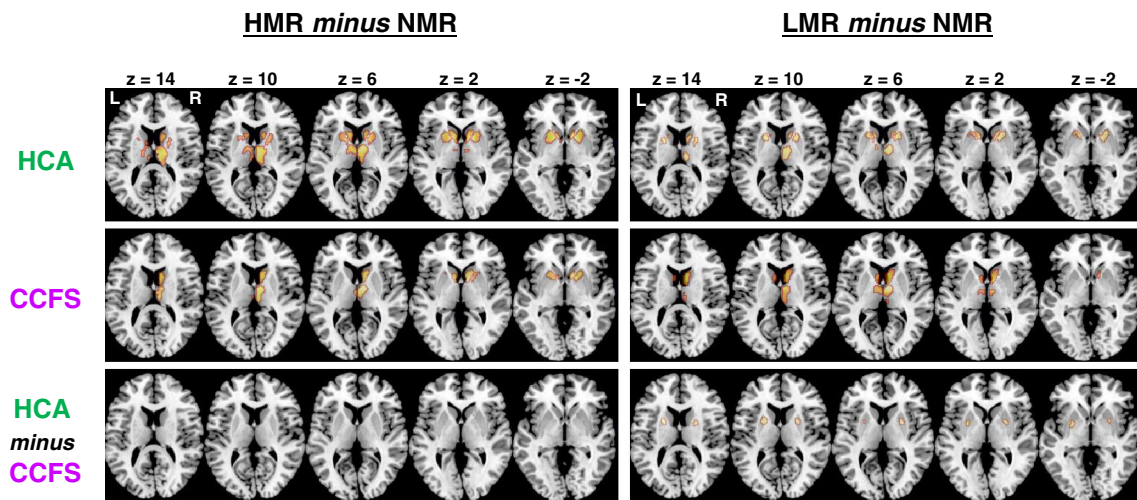 HMR minus NMR LMR minus NMR
z = 14 z = 10 z = 6 z = 2 z = -2 z = 14 z = 10 z = 6 z = 2 z = -2
L R L R
HCA
CCFS
HCA
minus
CCFS